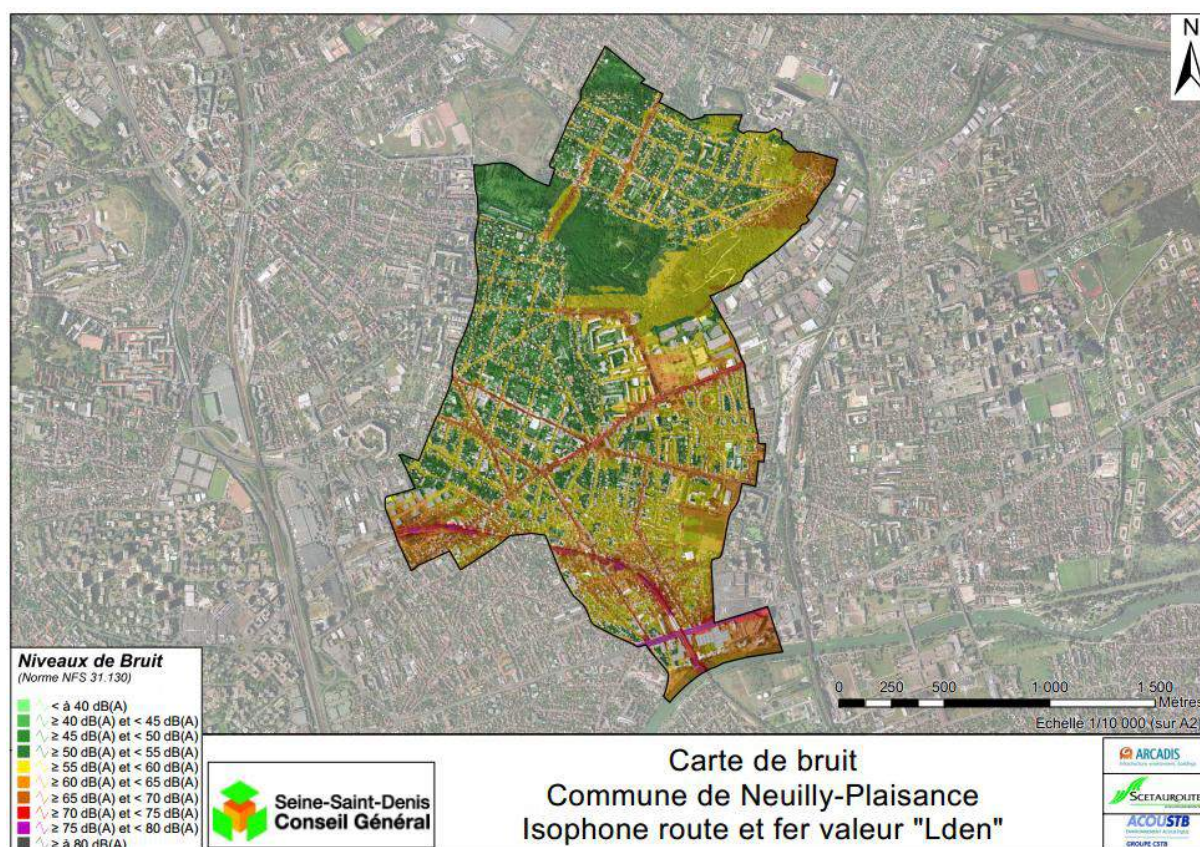 N
0 250 500 1 000 1 500
Mètres
Echelle 1/10 000 (sur A2)
Niveaux de Bruit
(Norme NFS 31.130)
< à 40 dB(A)
≥ 40 dB(A) et < 45 dB(A)
≥ 45 dB(A) et < 50 dB(A)
≥ 50 dB(A) et < 55 dB(A)
≥ 55 dB(A) et < 60 dB(A)
≥ 60 dB(A) et < 65 dB(A)
≥ 65 dB(A) et < 70 dB(A)
≥ 70 dB(A) et < 75 dB(A)
≥ 75 dB(A) et < 80 dB(A)
≥ à 80 dB(A)
Seine-Saint-Denis
Conseil Général
Carte de bruit
Commune de Neuilly-Plaisance
Isophone route et fer valeur "Lden"
ARCADIS
SCETAUROUTE
ACOUSTB
GROUPE CSTB